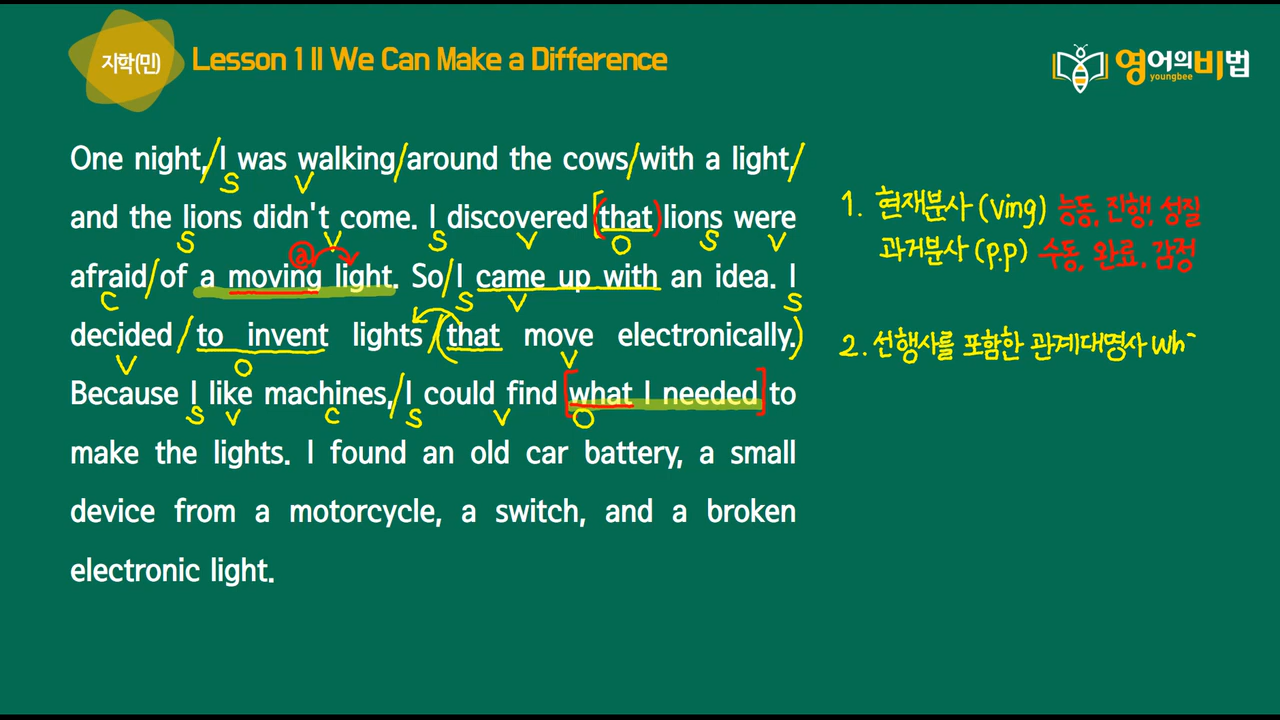 지학(민) Lesson 1 II We Can Make a Difference
영어의비법
youngbee
One night, I was walking around the cows with a light,
S V
and the lions didn't come. I discovered (that) lions were
S V S V O S V
afraid of a moving light. So I came up with an idea. I
C ⓐ S V S
decided to invent lights (that move electronically.)
V O V
Because I like machines, I could find [what I needed] to
S V C S V O
make the lights. I found an old car battery, a small
device from a motorcycle, a switch, and a broken
electronic light.
1. 현재분사 (Ving) 능동, 진행, 성질
과거분사 (p.p) 수동, 완료, 감정
2. 선행사를 포함한 관계대명사 wh